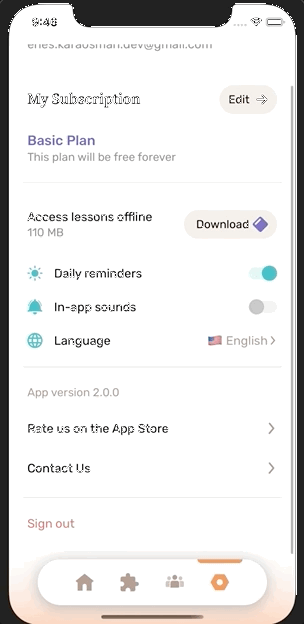 9:48
enes.karaosman.dev@gmail.com
My Subscription
Edit
Basic Plan
This plan will be free forever
Access lessons offline
110 MB
Download
Daily reminders
In-app sounds
Language
English
App version 2.0.0
Rate us on the App Store
Contact Us
Sign out